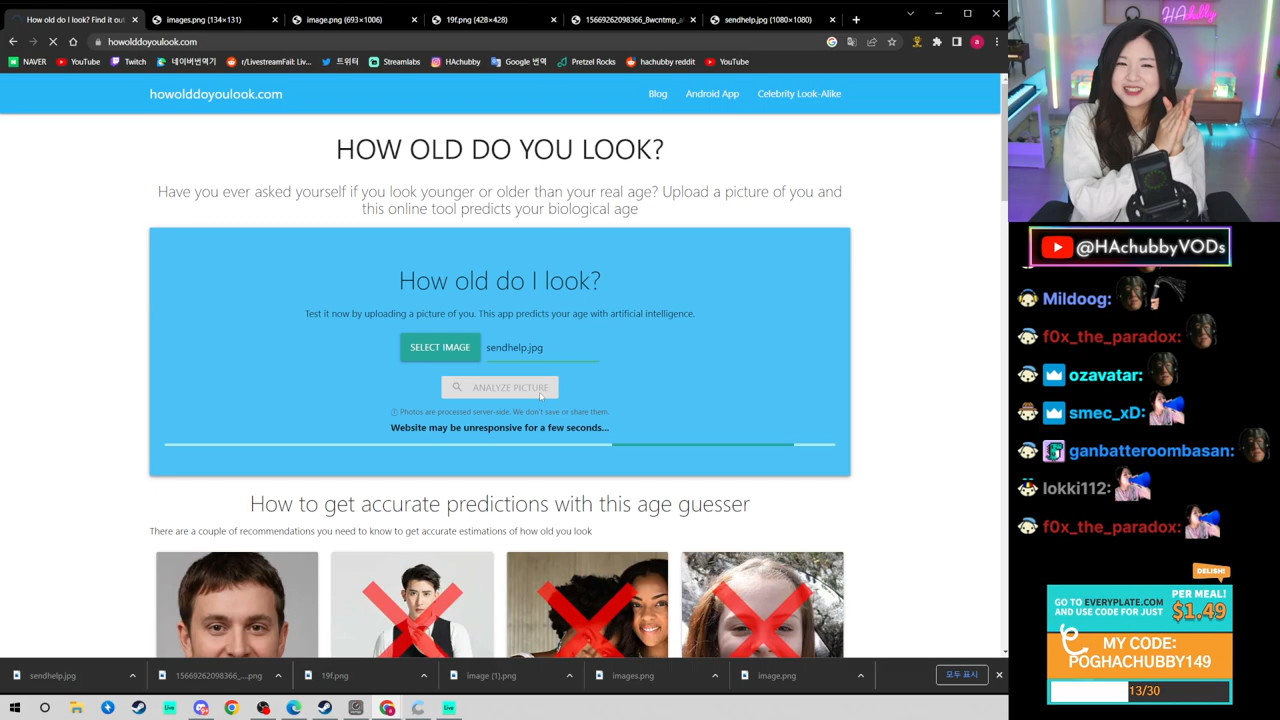 How old do you look? Find it out
images.png (134×131)
image.png (693×1006)
19f.png (428×428)
15669262098366_8wcntmp_a
sendhelp.jpg (1080×1080)
howolddoyoulook.com
NAVER
YouTube
Twitch
네이버번역기
r/LivestreamFail: Liv...
트위터
Streamlabs
HAchubby
Google 번역
Pretzel Rocks
hachubby reddit
YouTube
howolddoyoulook.com
Blog
Android App
Celebrity Look-Alike
HOW OLD DO YOU LOOK?
Have you ever asked yourself if you look younger or older than your real age? Upload a picture of you and
this online tool predicts your biological age
How old do I look?
Test it now by uploading a picture of you. This app predicts your age with artificial intelligence.
SELECT IMAGE
sendhelp.jpg
ANALYZE PICTURE
Photos are processed server-side. We don't save or share them.
Website may be unresponsive for a few seconds...
How to get accurate predictions with this age guesser
There are a couple of recommendations you need to know to get accurate estimations of how old you look
sendhelp.jpg
15669262098366_....png
19f.png
image (1).png
images.png
image.png
모두 표시
HAchubby
@HAchubbyVODs
Mildoog:
f0x_the_paradox:
ozavatar:
smec_xD:
ganbatteroombasan:
lokki112:
f0x_the_paradox:
DELISH!
GO TO EVERYPLATE.COM
AND USE CODE FOR JUST
PER MEAL!
$1.49
MY CODE:
POGHACHUBBY149
13/30